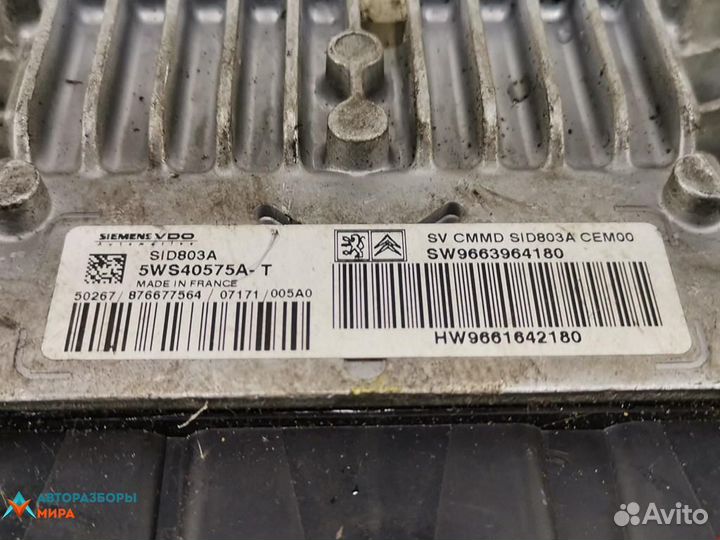 SIEMENS VDO
Automotive
SID803A
5WS40575A-T
MADE IN FRANCE
50267/876677564/07171/005A0
SV CMMD SID803A CEM00
SW9663964180
HW9661642180
АВТОРАЗБОРЫ
МИРА
Avito